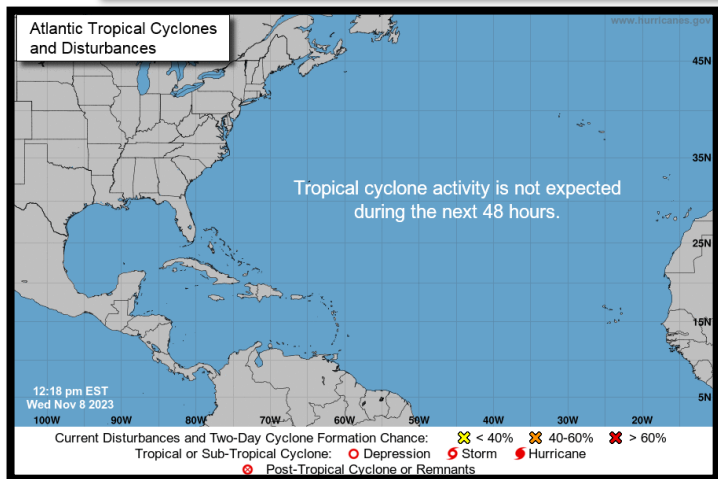 Atlantic Tropical Cyclones
and Disturbances
www.hurricanes.gov
45N
35N
Tropical cyclone activity is not expected
during the next 48 hours.
25N
15N
12:18 pm EST
Wed Nov 8 2023
5N
100W 90W 80W 70W 60W 50W 40W 30W 20W
Current Disturbances and Two-Day Cyclone Formation Chance: < 40% 40-60% > 60%
Tropical or Sub-Tropical Cyclone: Depression Storm Hurricane
Post-Tropical Cyclone or Remnants